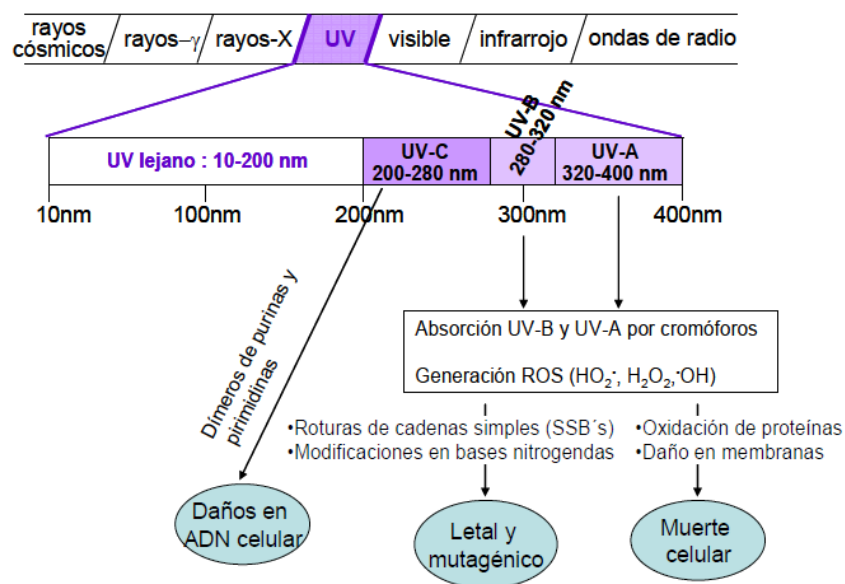 rayos
cósmicos
rayos-γ
rayos-X
UV
visible
infrarrojo
ondas de radio
UV lejano : 10-200 nm
UV-C
200-280 nm
UV-B
280-320nm
UV-A
320-400 nm
10nm
100nm
200nm
300nm
400nm
Dímeros de purinas y
pirimidinas
Absorción UV-B y UV-A por cromóforos
Generación ROS (HO₂·, H₂O₂,·OH)
•Roturas de cadenas simples (SSB´s)
•Modificaciones en bases nitrogendas
•Oxidación de proteínas
•Daño en membranas
Daños en
ADN celular
Letal y
mutagénico
Muerte
celular